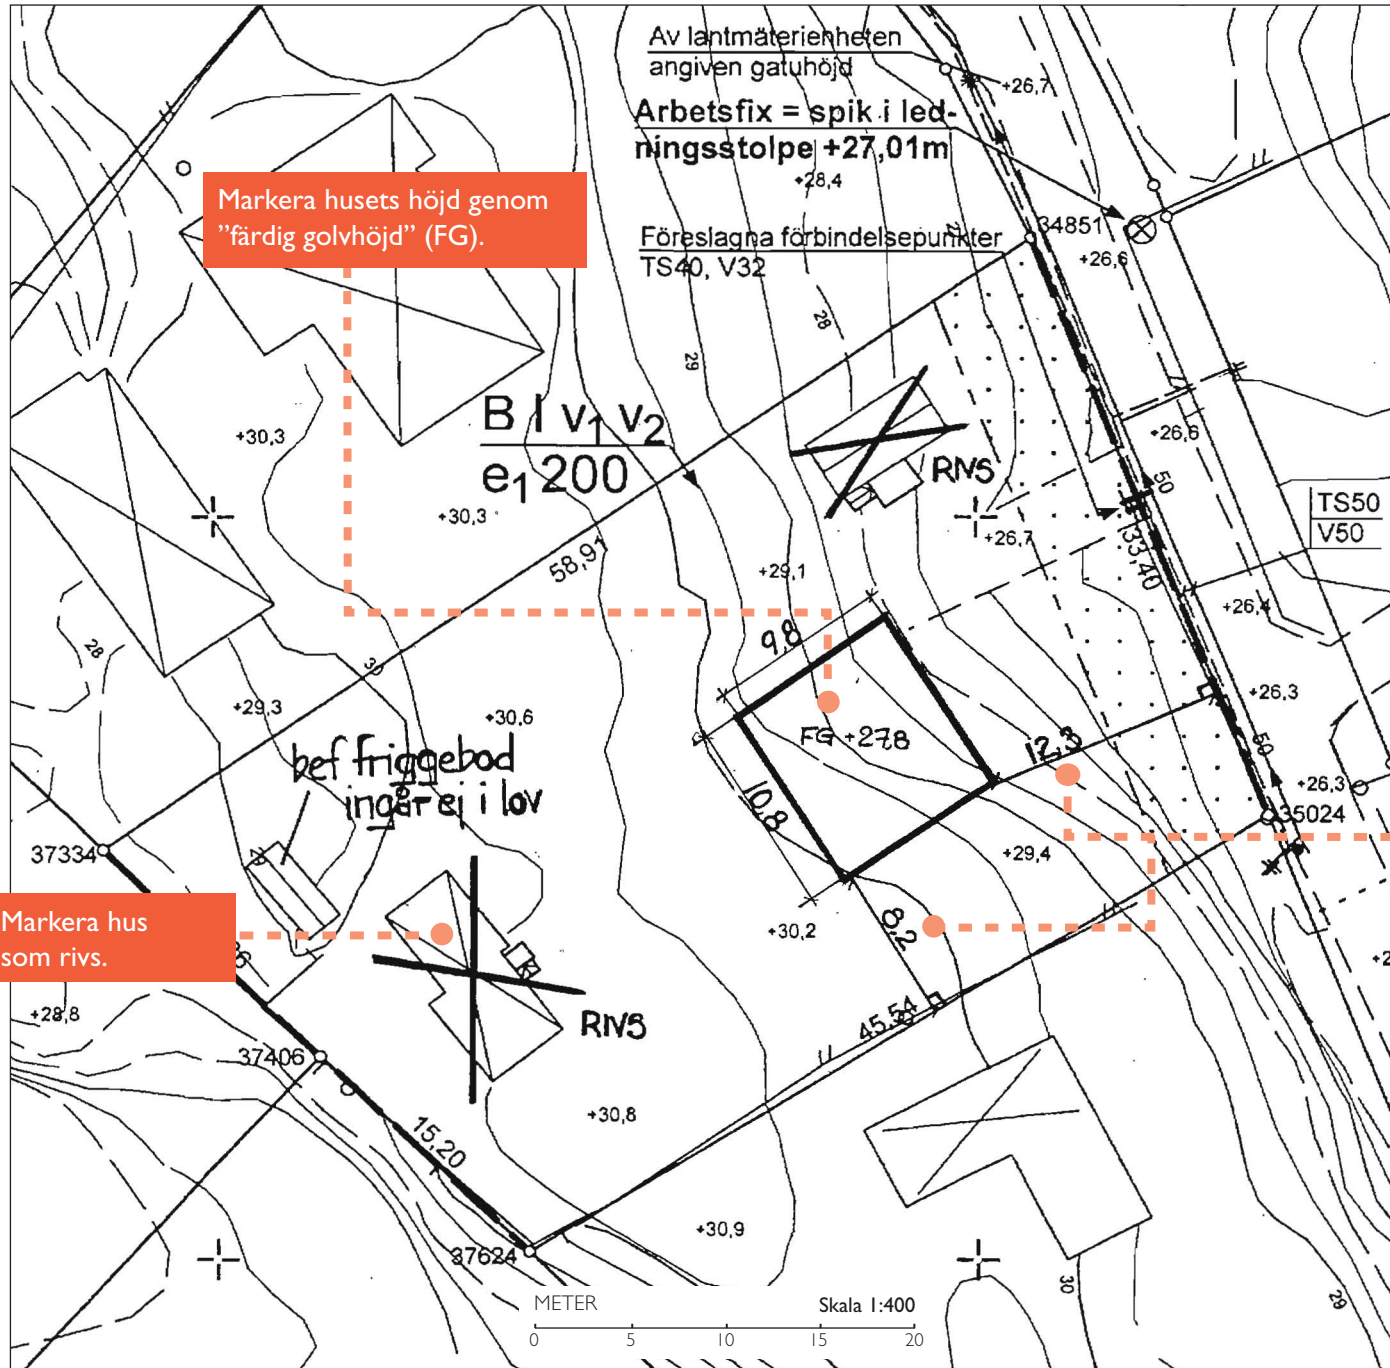 Av lantmäterienheten
angiven gatuhöjd
+26,7
Arbetsfix = spik i led-
ningsstolpe +27,01m
+28,4
Markera husets höjd genom
”färdig golvhöjd” (FG).
Föreslagna förbindelsepunkter
TS40, V32
34851
+26,6
28
29
+30,3
B I v1 v2
e1 200
+30,3
RIVS
+26,6
50
TS50
V50
+26,7
33,40
58,91
+29,1
+26,4
9,8
28
30
+29,3
+30,6
+26,3
FG +27,8
12,3
50
bef friggebod
ingår ej i lov
10,8
+26,3
35024
37334
29
+29,4
Markera hus
som rivs.
8,2
+30,2
+28,8
RIVS
45,54
37406
+30,8
15,20
+30,9
37624
30
29
METER
Skala 1:400
0 5 10 15 20